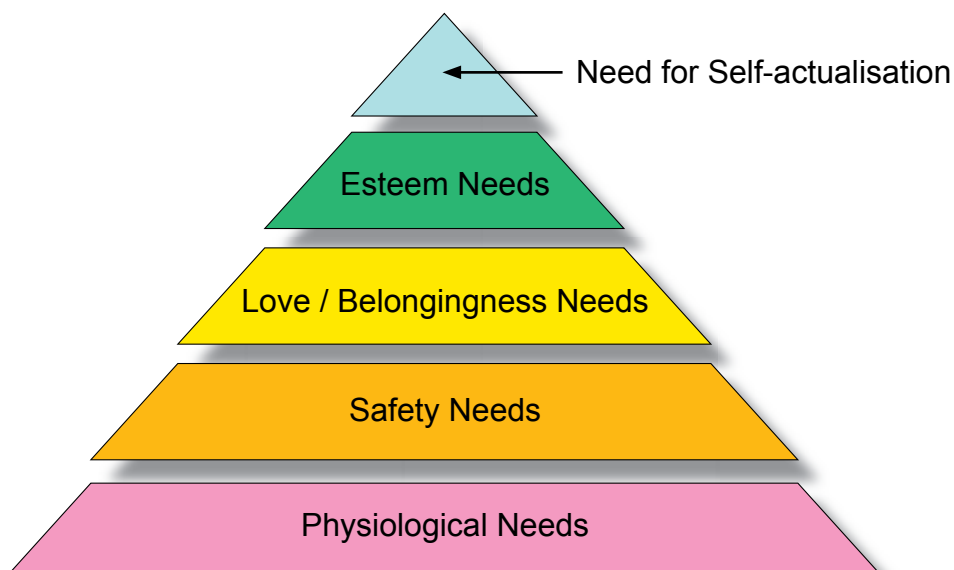 Need for Self-actualisation
Esteem Needs
Love / Belongingness Needs
Safety Needs
Physiological Needs